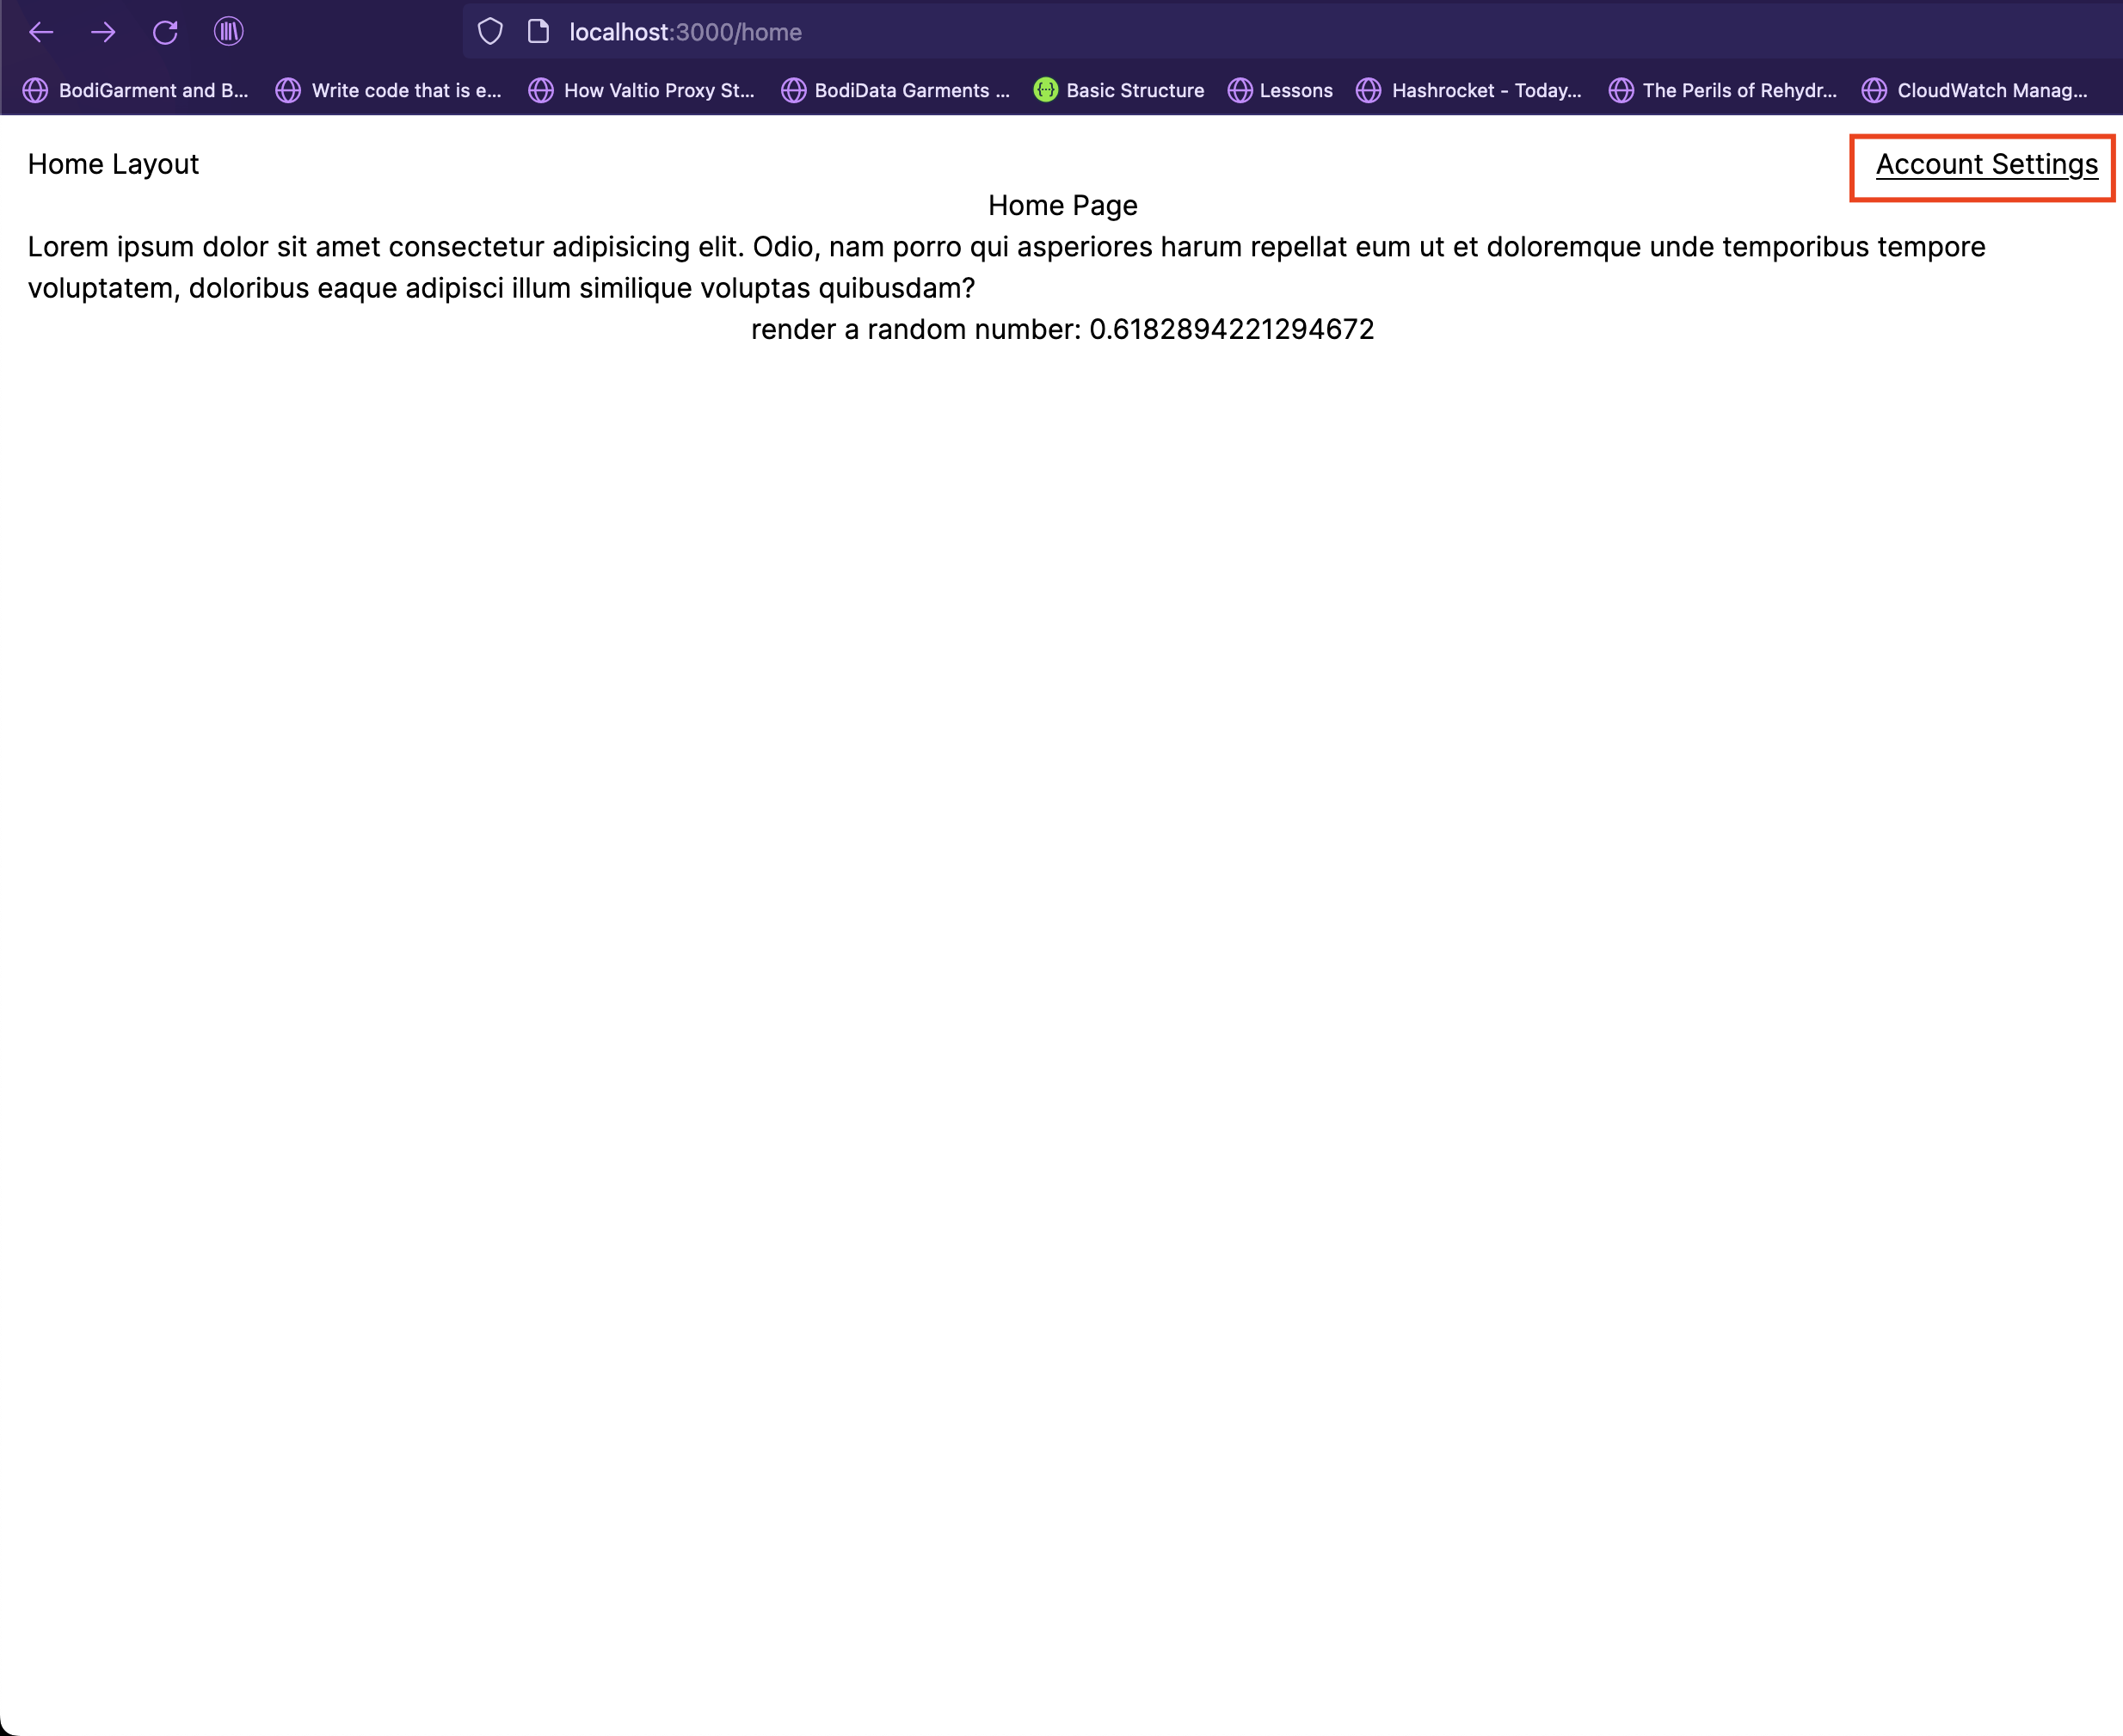 localhost:3000/home
BodiGarment and B... Write code that is e... How Valtio Proxy St... BodiData Garments ... Basic Structure Lessons Hashrocket - Today... The Perils of Rehydr... CloudWatch Manag...
Home Layout Account Settings
Home Page
Lorem ipsum dolor sit amet consectetur adipisicing elit. Odio, nam porro qui asperiores harum repellat eum ut et doloremque unde temporibus tempore
voluptatem, doloribus eaque adipisci illum similique voluptas quibusdam?
render a random number: 0.6182894221294672